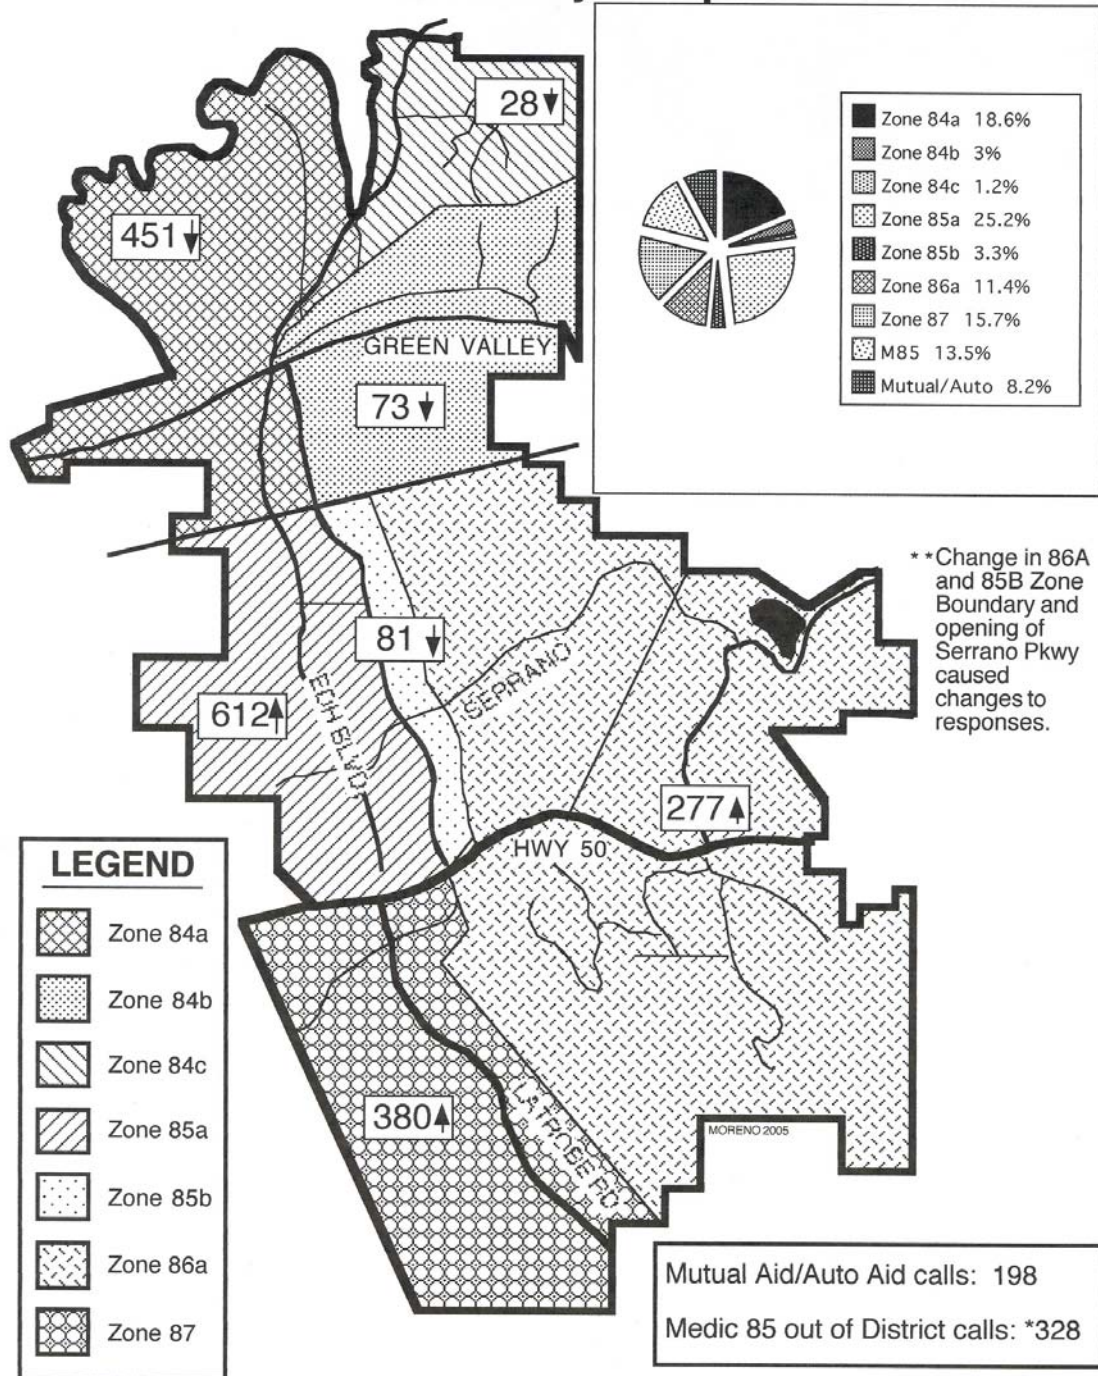 28
451
GREEN VALLEY
73
81
SERRANO
612
EDH BLVD.
277
HWY 50
380
LATROBE RD
MORENO 2005
Zone 84a 18.6%
Zone 84b 3%
Zone 84c 1.2%
Zone 85a 25.2%
Zone 85b 3.3%
Zone 86a 11.4%
Zone 87 15.7%
M85 13.5%
Mutual/Auto 8.2%
**Change in 86A
and 85B Zone
Boundary and
opening of
Serrano Pkwy
caused
changes to
responses.
LEGEND
Zone 84a
Zone 84b
Zone 84c
Zone 85a
Zone 85b
Zone 86a
Zone 87
Mutual Aid/Auto Aid calls: 198
Medic 85 out of District calls: *328